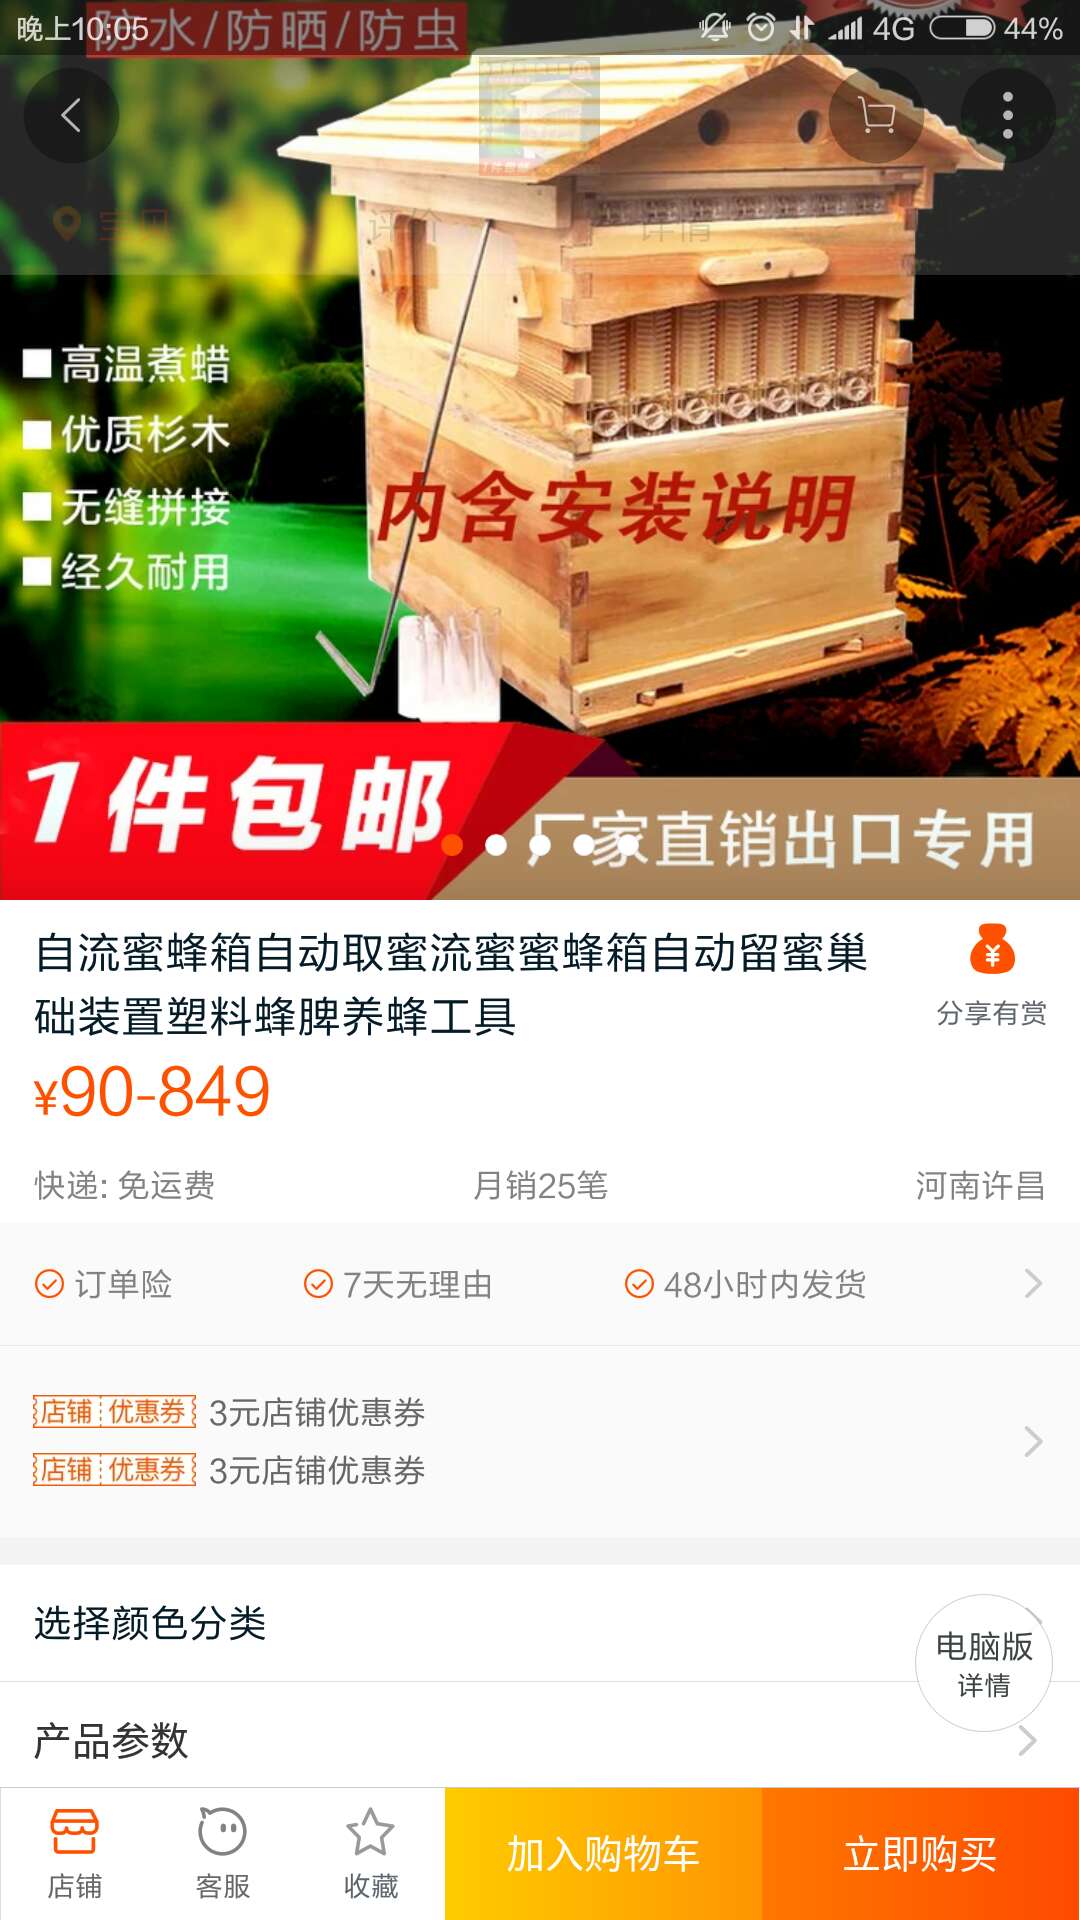 晚上10:05
4G
44%
防水/防晒/防虫
宝贝
评价
详情
高温煮蜡
优质杉木
无缝拼接
经久耐用
内含安装说明
1件包邮
厂家直销出口专用
自流蜜蜂箱自动取蜜流蜜蜜蜂箱自动留蜜巢
础装置塑料蜂脾养蜂工具
分享有赏
¥90-849
快递: 免运费
月销25笔
河南许昌
订单险
7天无理由
48小时内发货
店铺 优惠券 3元店铺优惠券
店铺 优惠券 3元店铺优惠券
选择颜色分类
电脑版
详情
产品参数
店铺
客服
收藏
加入购物车
立即购买